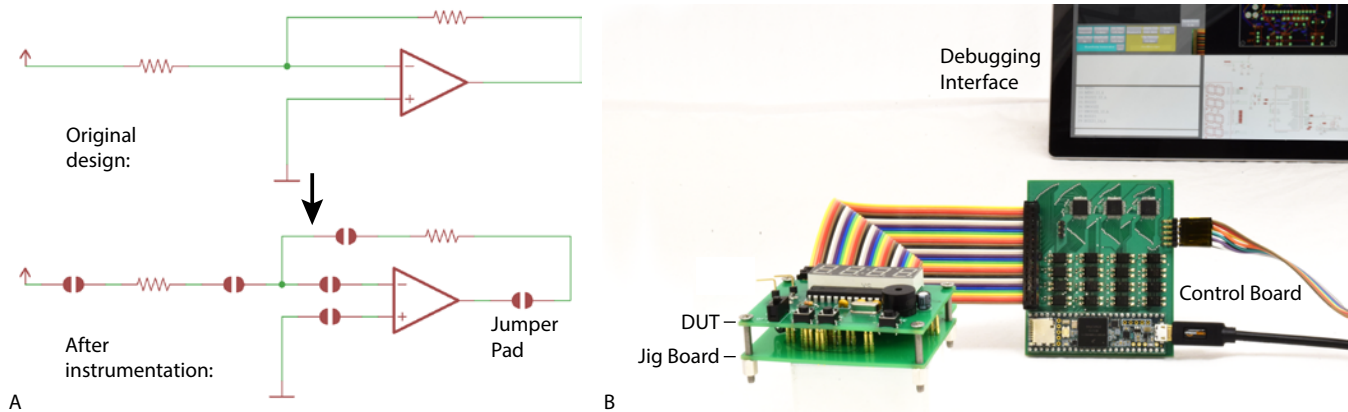 Original
design:
After
instrumentation:
Jumper
Pad
A
Debugging
Interface
DUT
Jig Board
Control Board
B